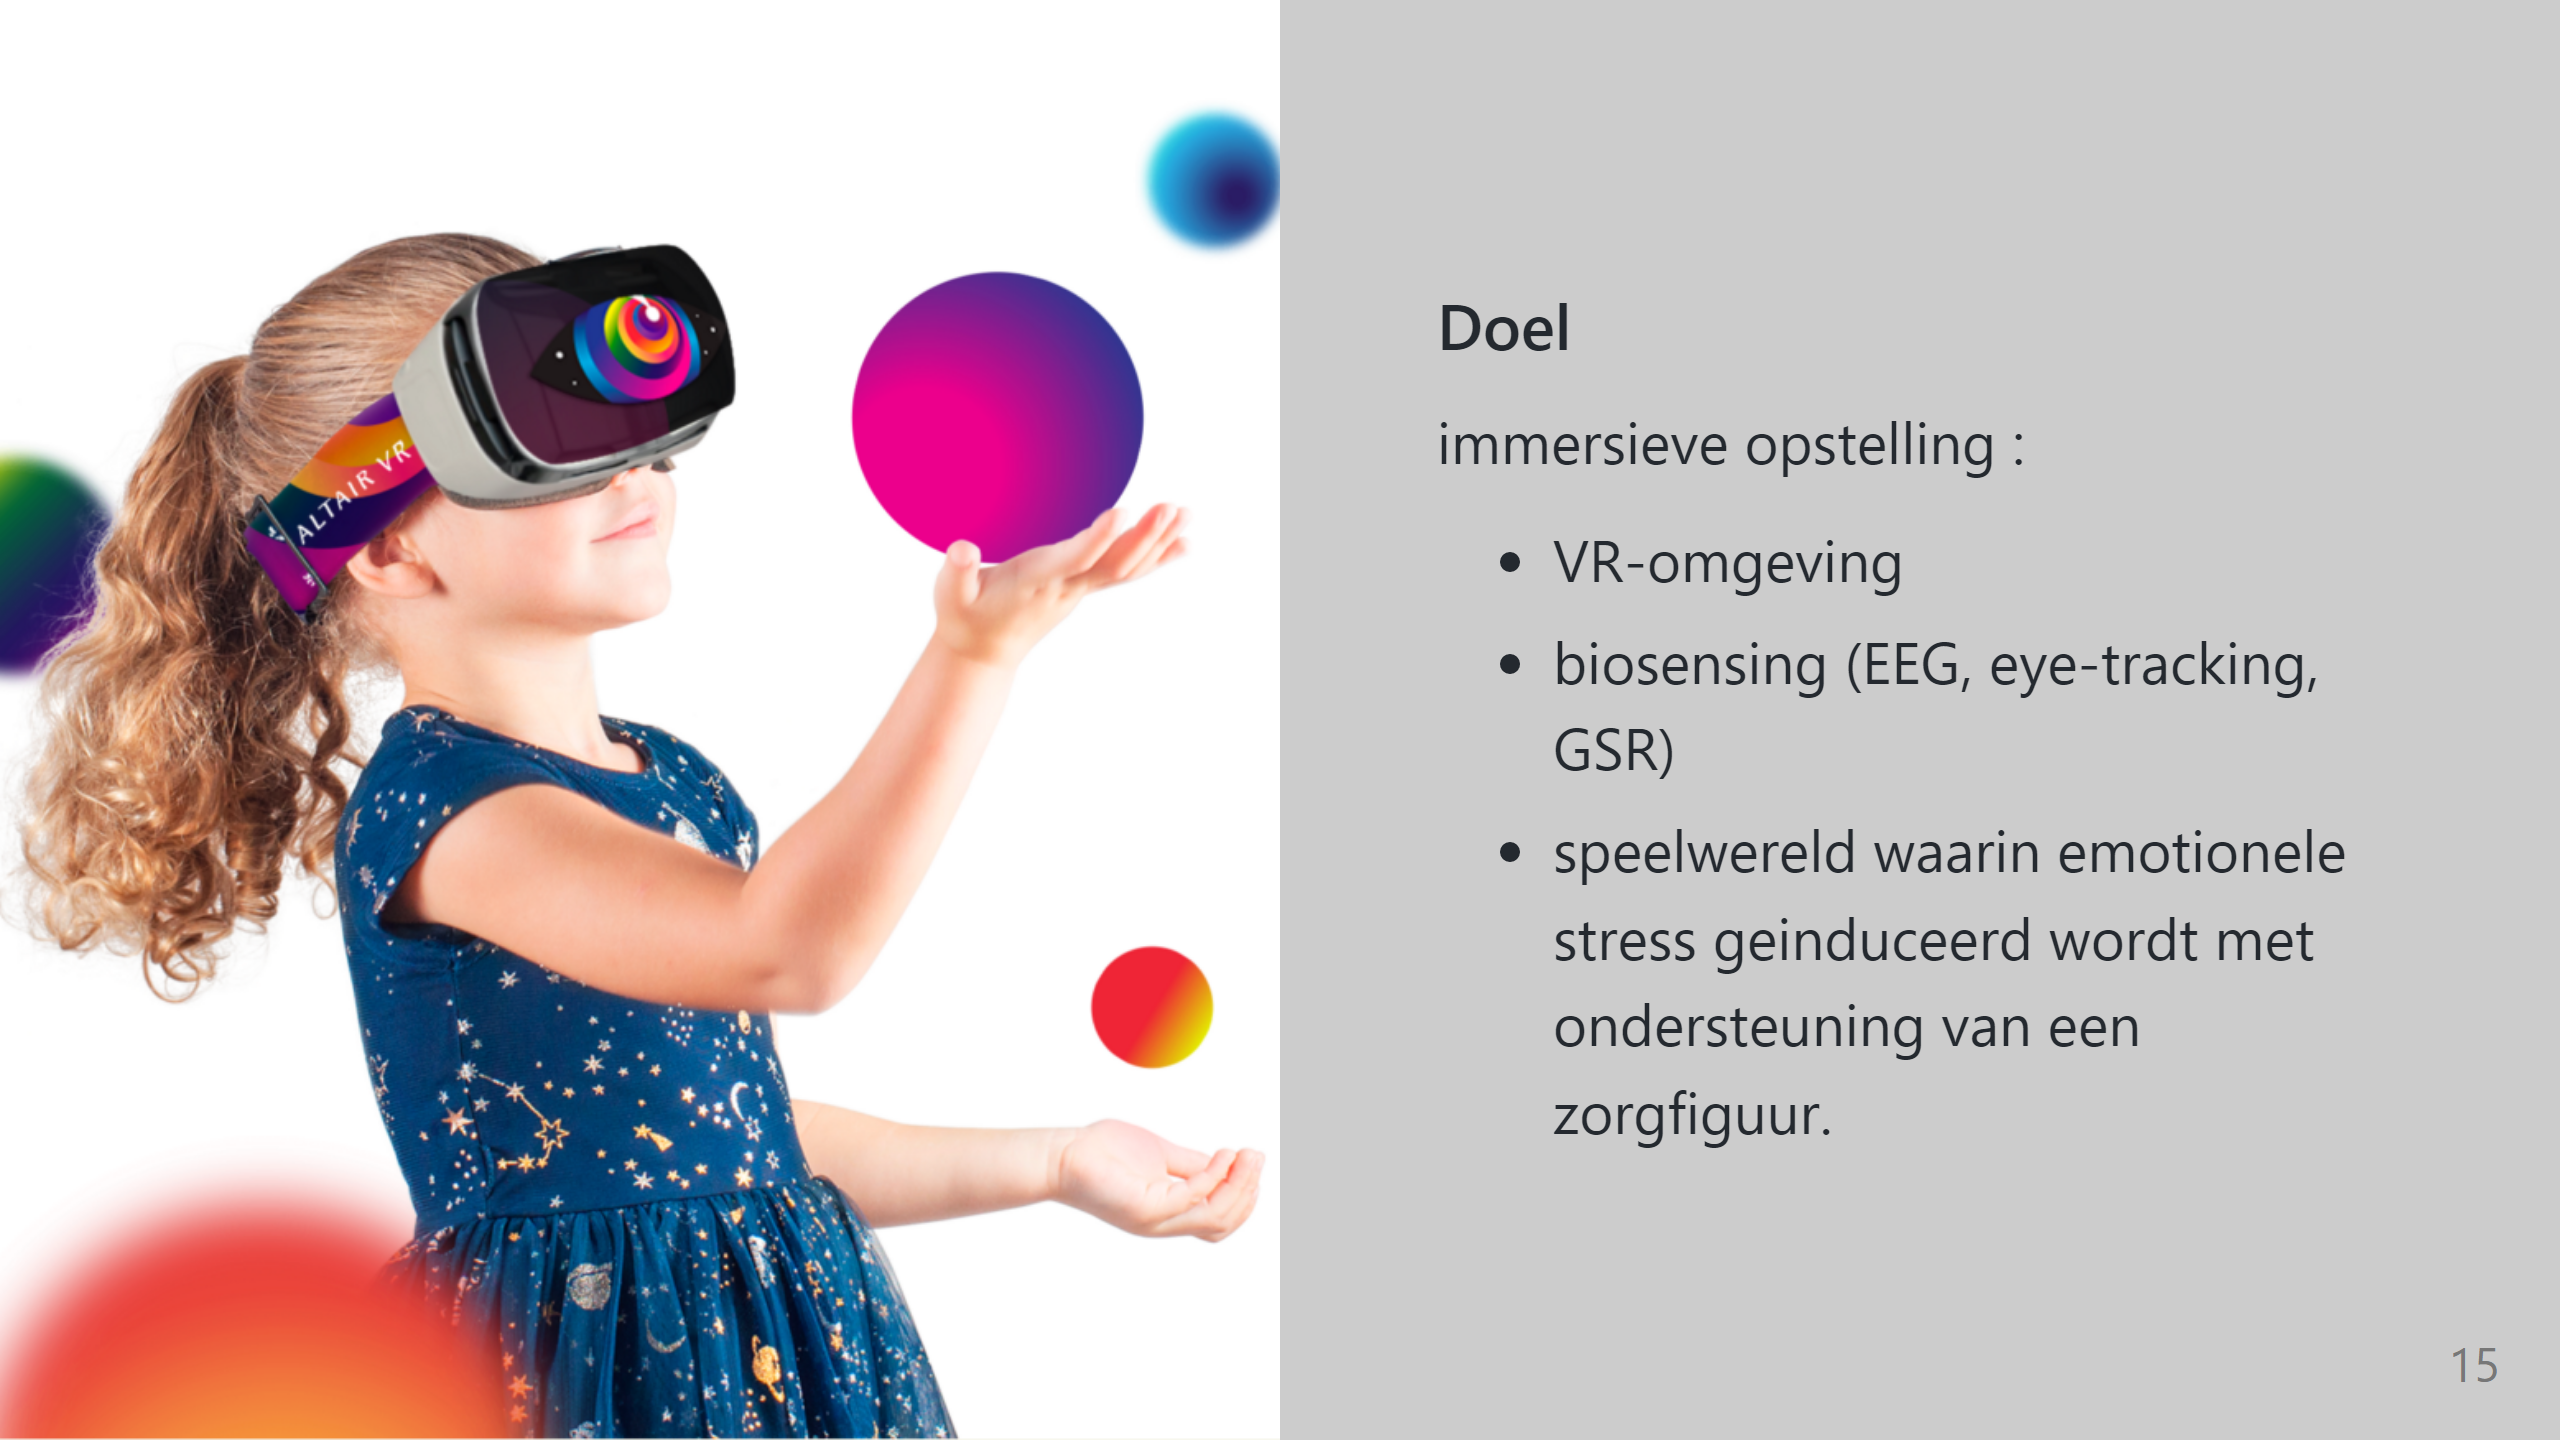 ALTAIR VR
Doel
immersieve opstelling :
• VR-omgeving
• biosensing (EEG, eye-tracking,
GSR)
• speelwereld waarin emotionele
stress geinduceerd wordt met
ondersteuning van een
zorgfiguur.
15